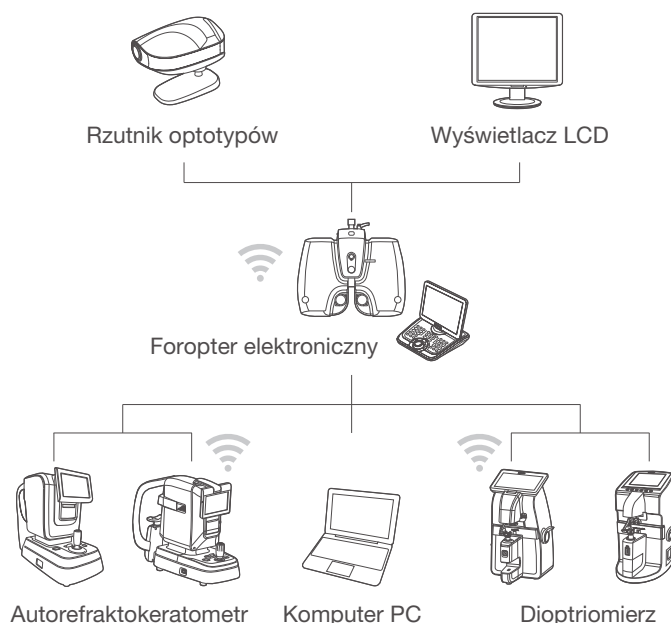 Rzutnik optotypów
Wyświetlacz LCD
Foropter elektroniczny
Autorefraktokeratometr
Komputer PC
Dioptriomierz